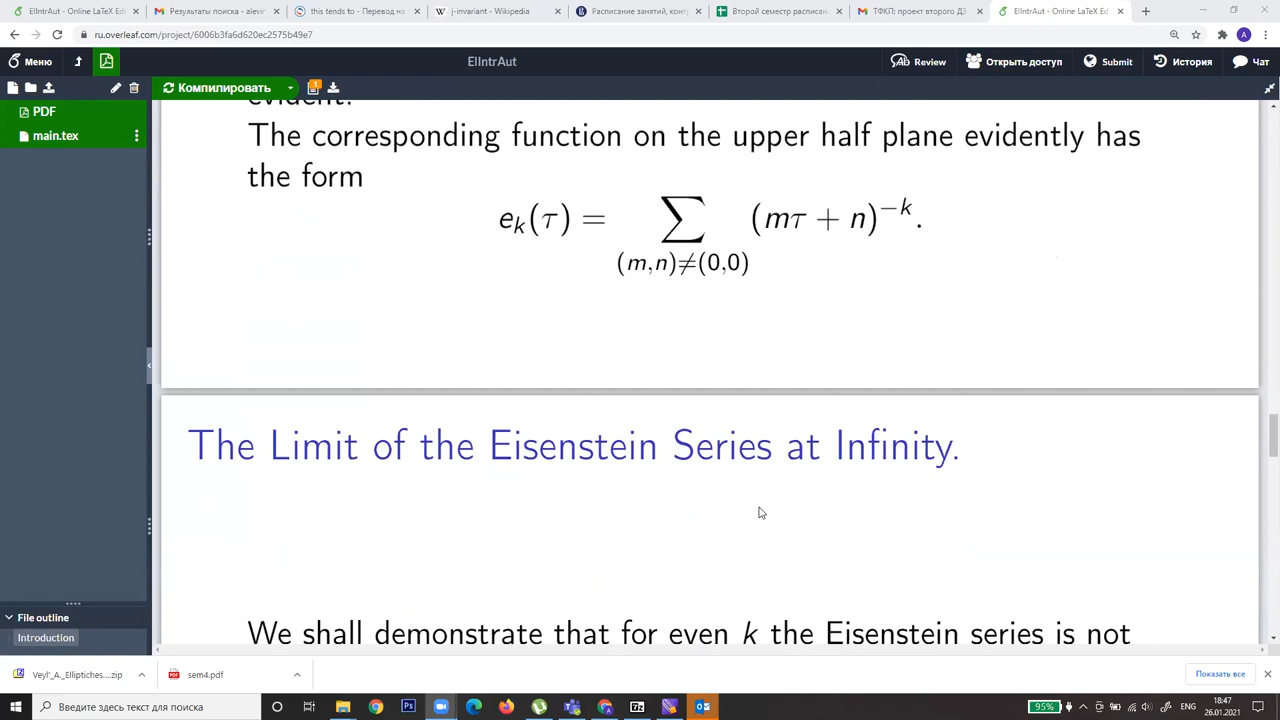 Результаты поиска - alevin
this tends to - Перевод на
j-invariant - Wikipedia
Расписание занятий, конт
Второй семестр расписан.
ТФКП: проект второго ДЗ
ElIntrAut - Online LaTeX Ed
ru.overleaf.com/project/6006b3fa6d620ec2575b49e7
Меню
ElIntrAut
Review
Открыть доступ
Submit
История
Чат
Компилировать
PDF
main.tex
evident.
The corresponding function on the upper half plane evidently has
the form
e_k(τ) = ∑ (mτ + n)^{−k}.
(m,n)≠(0,0)
The Limit of the Eisenstein Series at Infinity.
We shall demonstrate that for even k the Eisenstein series is not
File outline
Introduction
Veyl'_A,_Elliptiches....zip
sem4.pdf
Показать все
Введите здесь текст для поиска
95%
ENG
18:47
26.01.2021